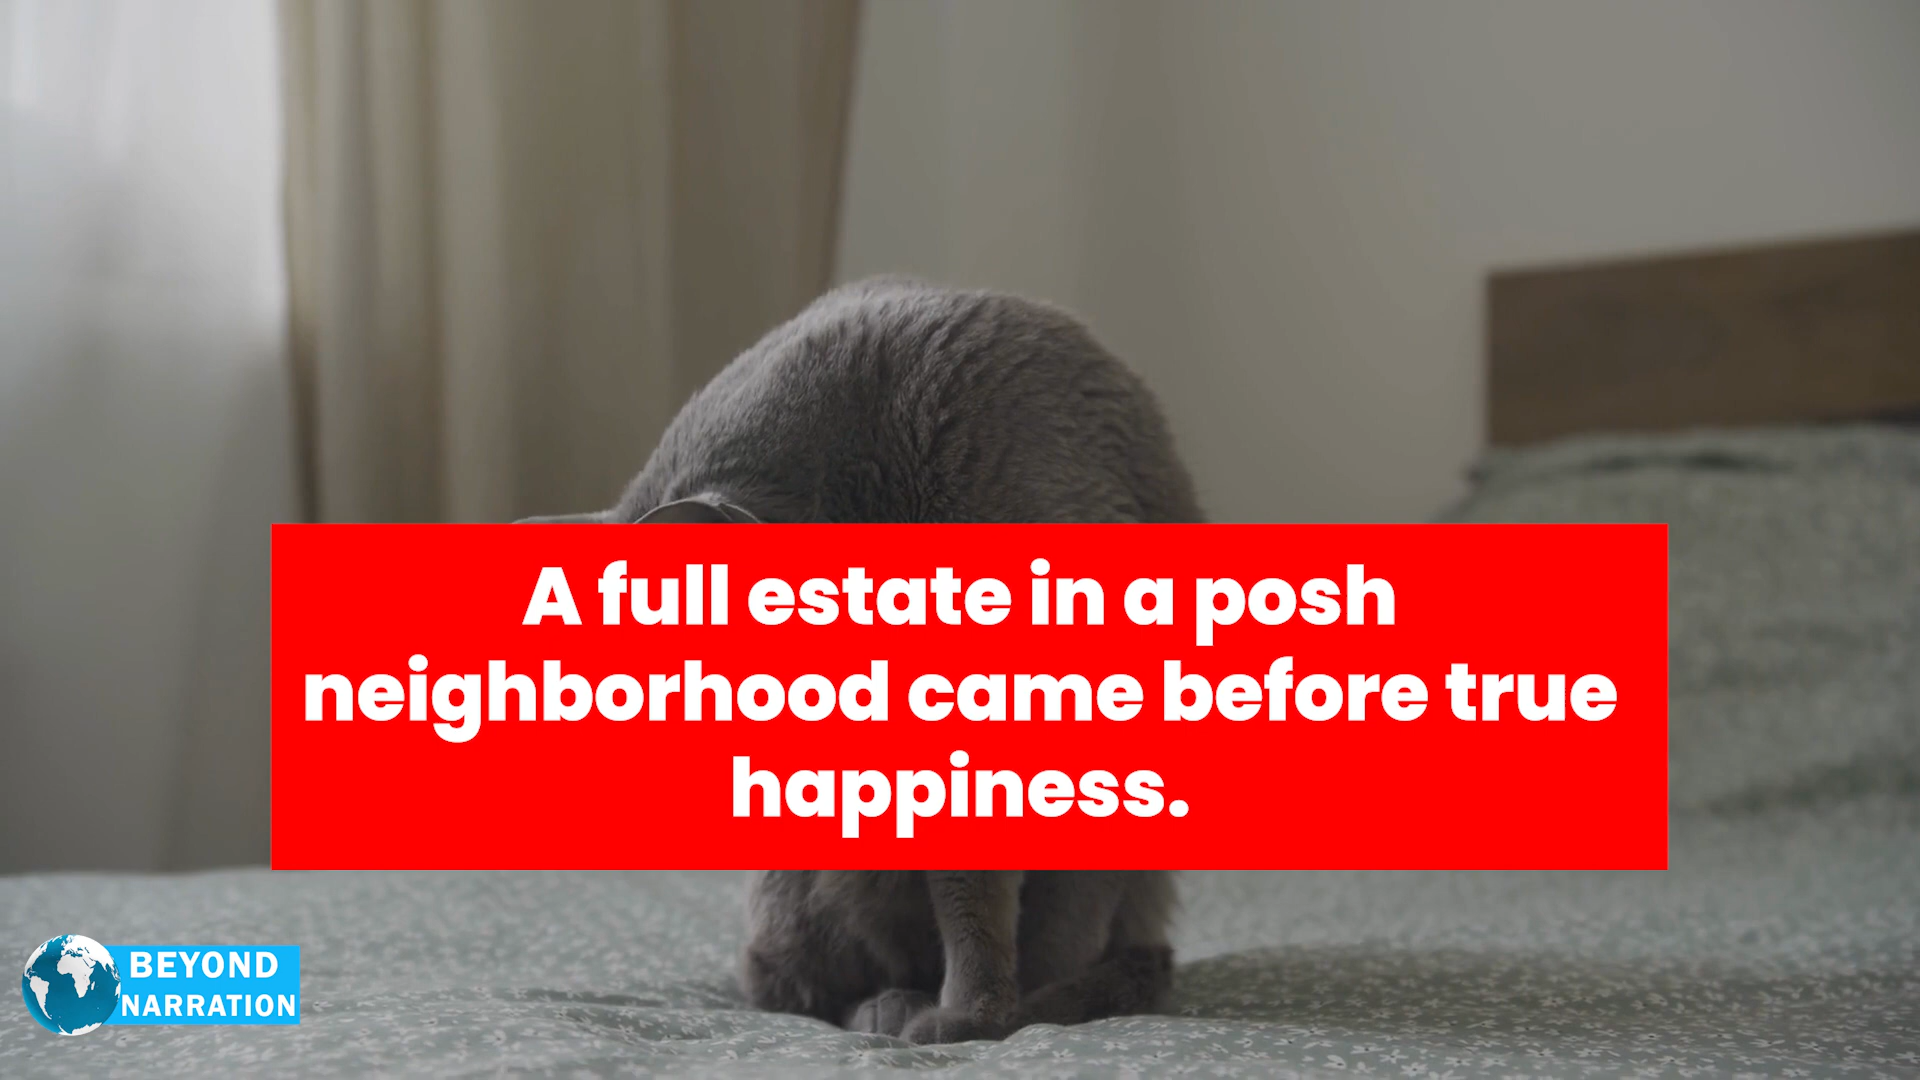 A full estate in a posh
neighborhood came before true
happiness.
BEYOND
NARRATION